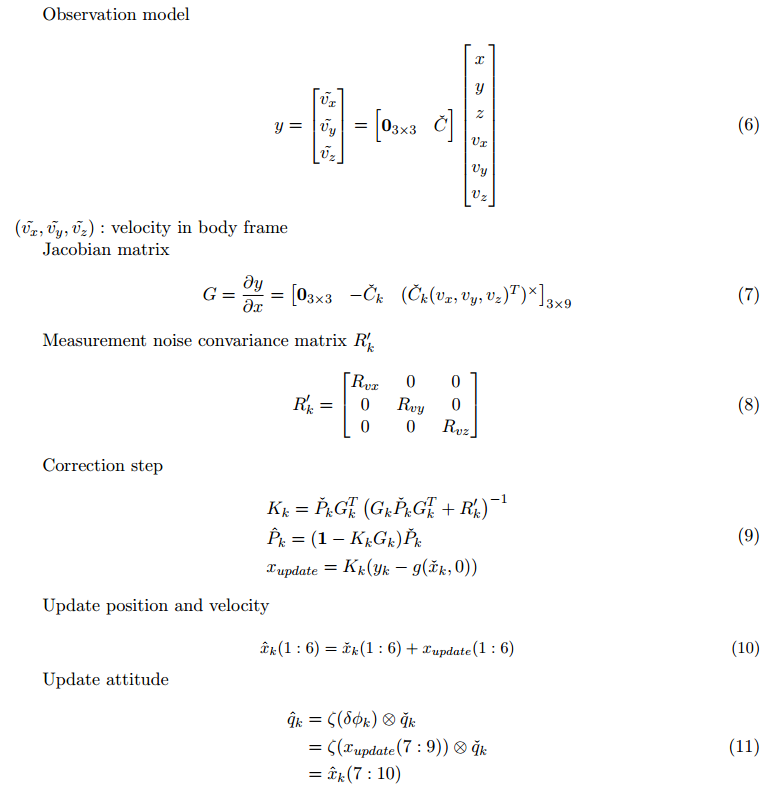 Observation model
$$y = \begin{bmatrix} \tilde{v_x} \\ \tilde{v_y} \\ \tilde{v_z} \end{bmatrix} = \begin{bmatrix} \mathbf{0}_{3\times 3} & \check{C} \end{bmatrix} \begin{bmatrix} x \\ y \\ z \\ v_x \\ v_y \\ v_z \end{bmatrix} \quad (6)$$
$(\tilde{v_x}, \tilde{v_y}, \tilde{v_z})$ : velocity in body frame
Jacobian matrix
$$G = \frac{\partial y}{\partial x} = \begin{bmatrix} \mathbf{0}_{3\times 3} & -\check{C}_k & (\check{C}_k(v_x, v_y, v_z)^T)^{\times} \end{bmatrix}_{3\times 9} \quad (7)$$
Measurement noise convariance matrix $R'_k$
$$R'_k = \begin{bmatrix} R_{vx} & 0 & 0 \\ 0 & R_{vy} & 0 \\ 0 & 0 & R_{vz} \end{bmatrix} \quad (8)$$
Correction step
$$K_k = \check{P}_k G_k^T \left( G_k \check{P}_k G_k^T + R'_k \right)^{-1}$$
$$\hat{P}_k = (\mathbf{1} - K_k G_k) \check{P}_k \quad (9)$$
$$x_{update} = K_k(y_k - g(\check{x}_k, 0))$$
Update position and velocity
$$\hat{x}_k(1:6) = \check{x}_k(1:6) + x_{update}(1:6) \quad (10)$$
Update attitude
$$\hat{q}_k = \zeta(\delta\phi_k) \otimes \check{q}_k$$
$$= \zeta(x_{update}(7:9)) \otimes \check{q}_k \quad (11)$$
$$= \hat{x}_k(7:10)$$